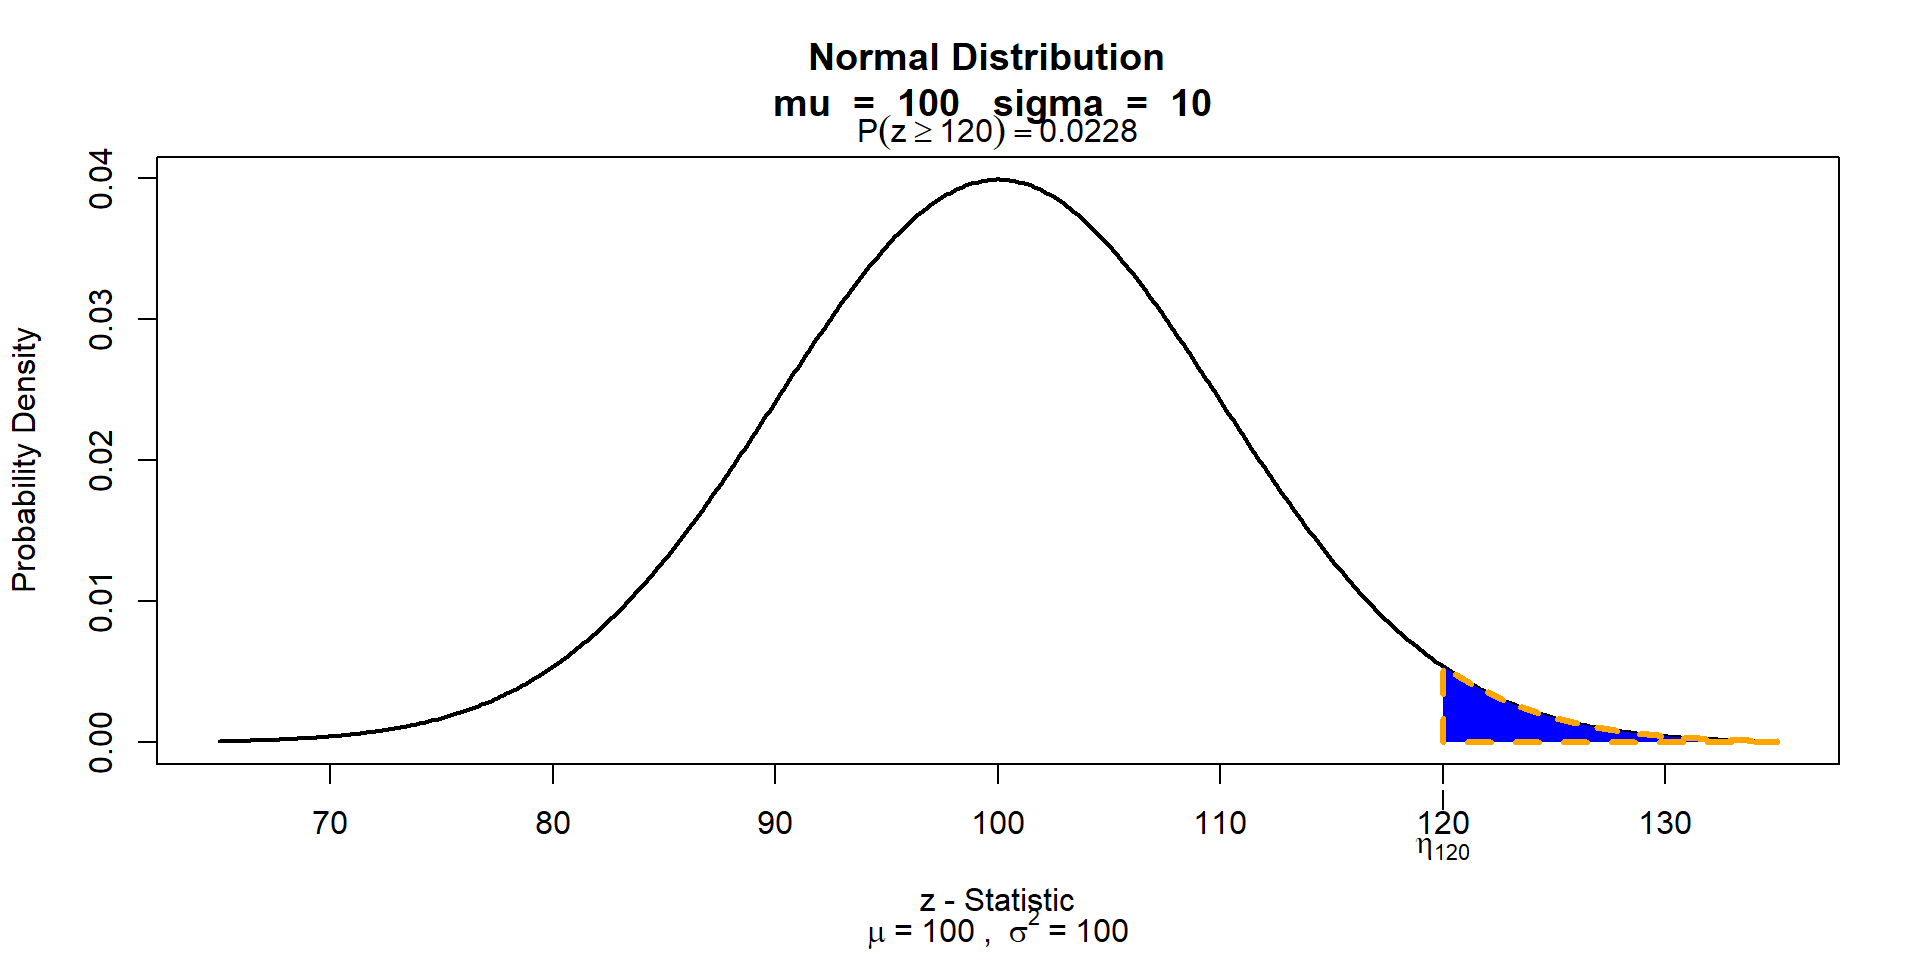 Normal Distribution
mu = 100 sigma = 10
P(z ≥ 120) = 0.0228
Probability Density
0.04
0.03
0.02
0.01
0.00
70 80 90 100 110 120 130
η120
z - Statistic
μ = 100 , σ² = 100